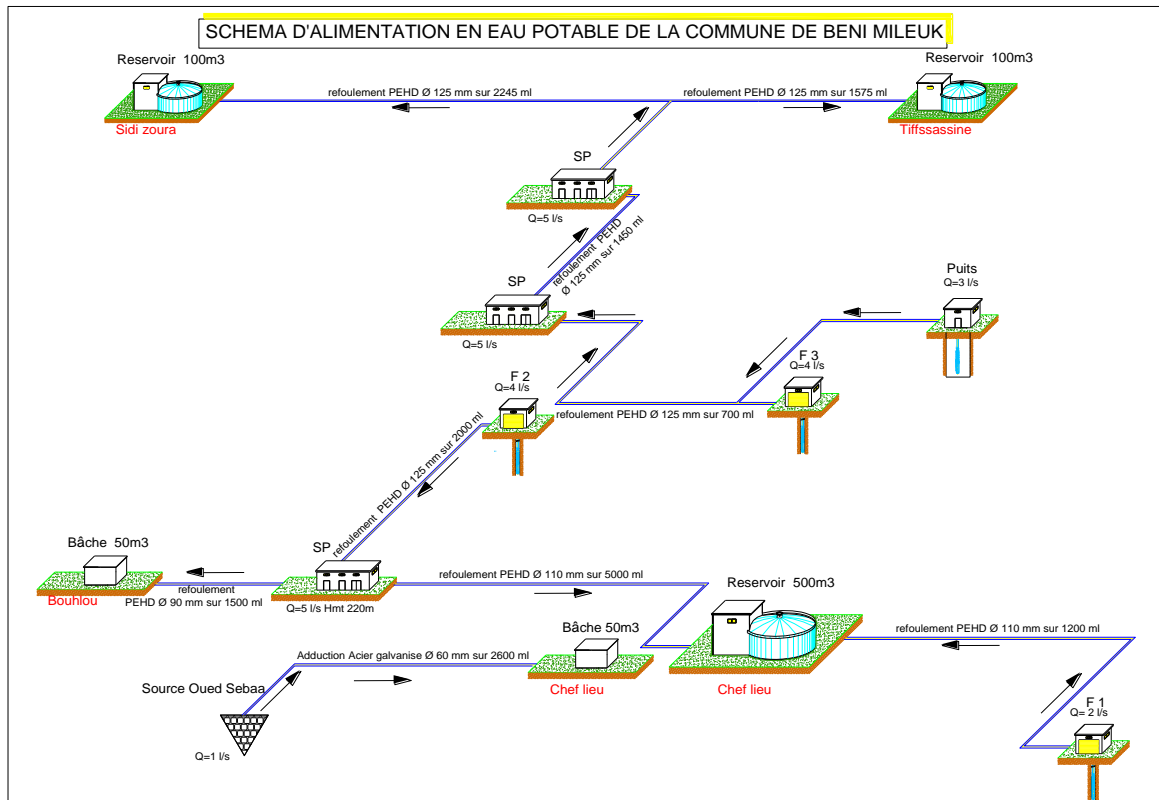 SCHEMA D'ALIMENTATION EN EAU POTABLE DE LA COMMUNE DE BENI MILEUK
Reservoir 100m3
Reservoir 100m3
refoulement PEHD Ø 125 mm sur 2245 ml
refoulement PEHD Ø 125 mm sur 1575 ml
Sidi zoura
Tiffssassine
SP
Q=5 l/s
refoulement PEHD
Ø 125 mm sur 1450 ml
SP
Q=5 l/s
Puits
Q=3 l/s
F 3
Q=4 l/s
F 2
Q=4 l/s
refoulement PEHD Ø 125 mm sur 700 ml
refoulement PEHD Ø 125 mm sur 2000 ml
Bâche 50m3
Bouhlou
refoulement
PEHD Ø 90 mm sur 1500 ml
SP
Q=5 l/s Hmt 220m
refoulement PEHD Ø 110 mm sur 5000 ml
Reservoir 500m3
Chef lieu
refoulement PEHD Ø 110 mm sur 1200 ml
Bâche 50m3
Chef lieu
Adduction Acier galvanise Ø 60 mm sur 2600 ml
Source Oued Sebaa
Q=1 l/s
F 1
Q= 2 l/s